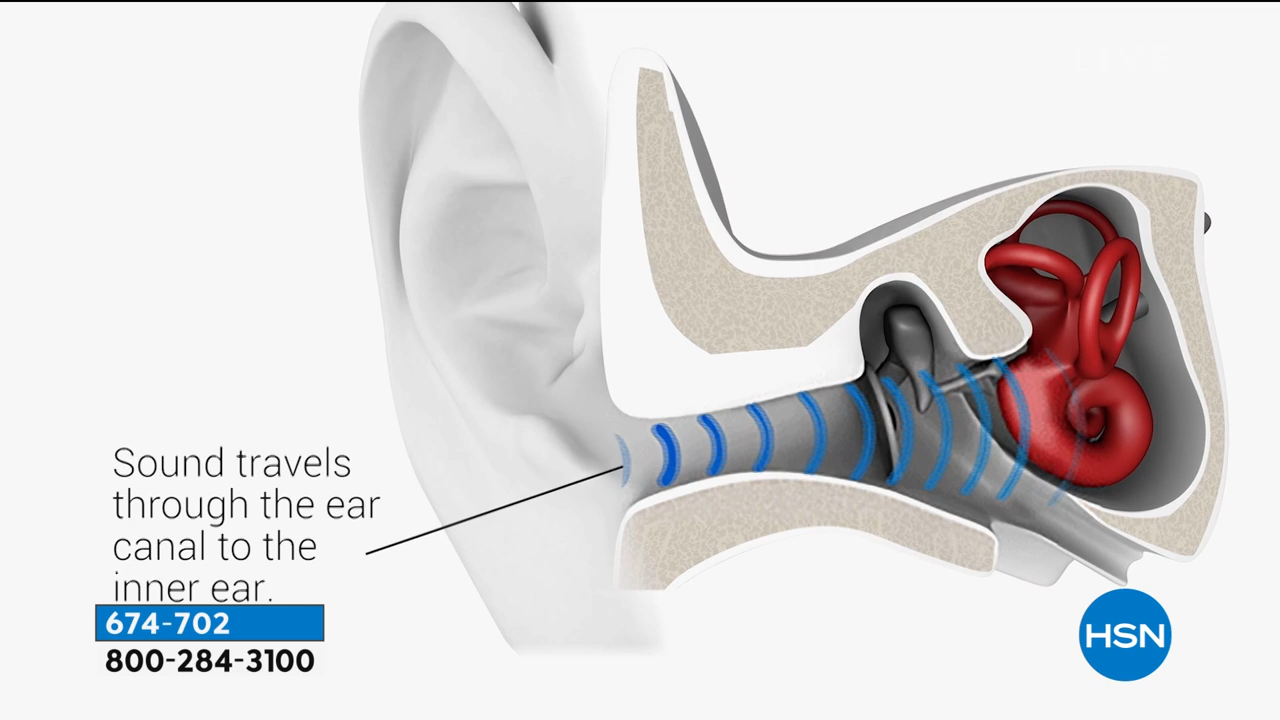 Sound travels
through the ear
canal to the
inner ear.
674-702
800-284-3100
HSN